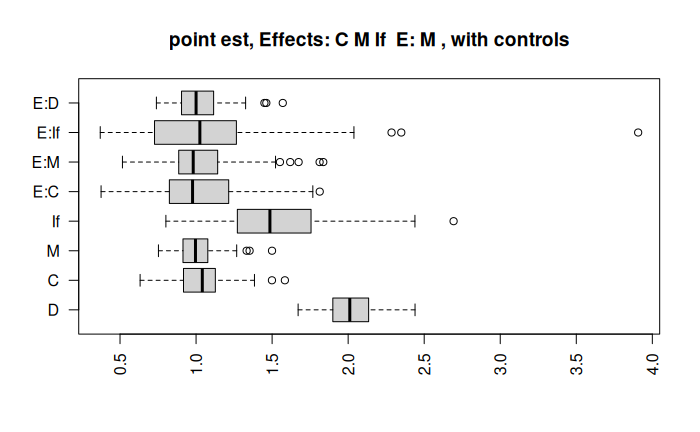 point est, Effects: C M If  E: M , with controls
E:D
E:If
E:M
E:C
If
M
C
D
0.5 1.0 1.5 2.0 2.5 3.0 3.5 4.0